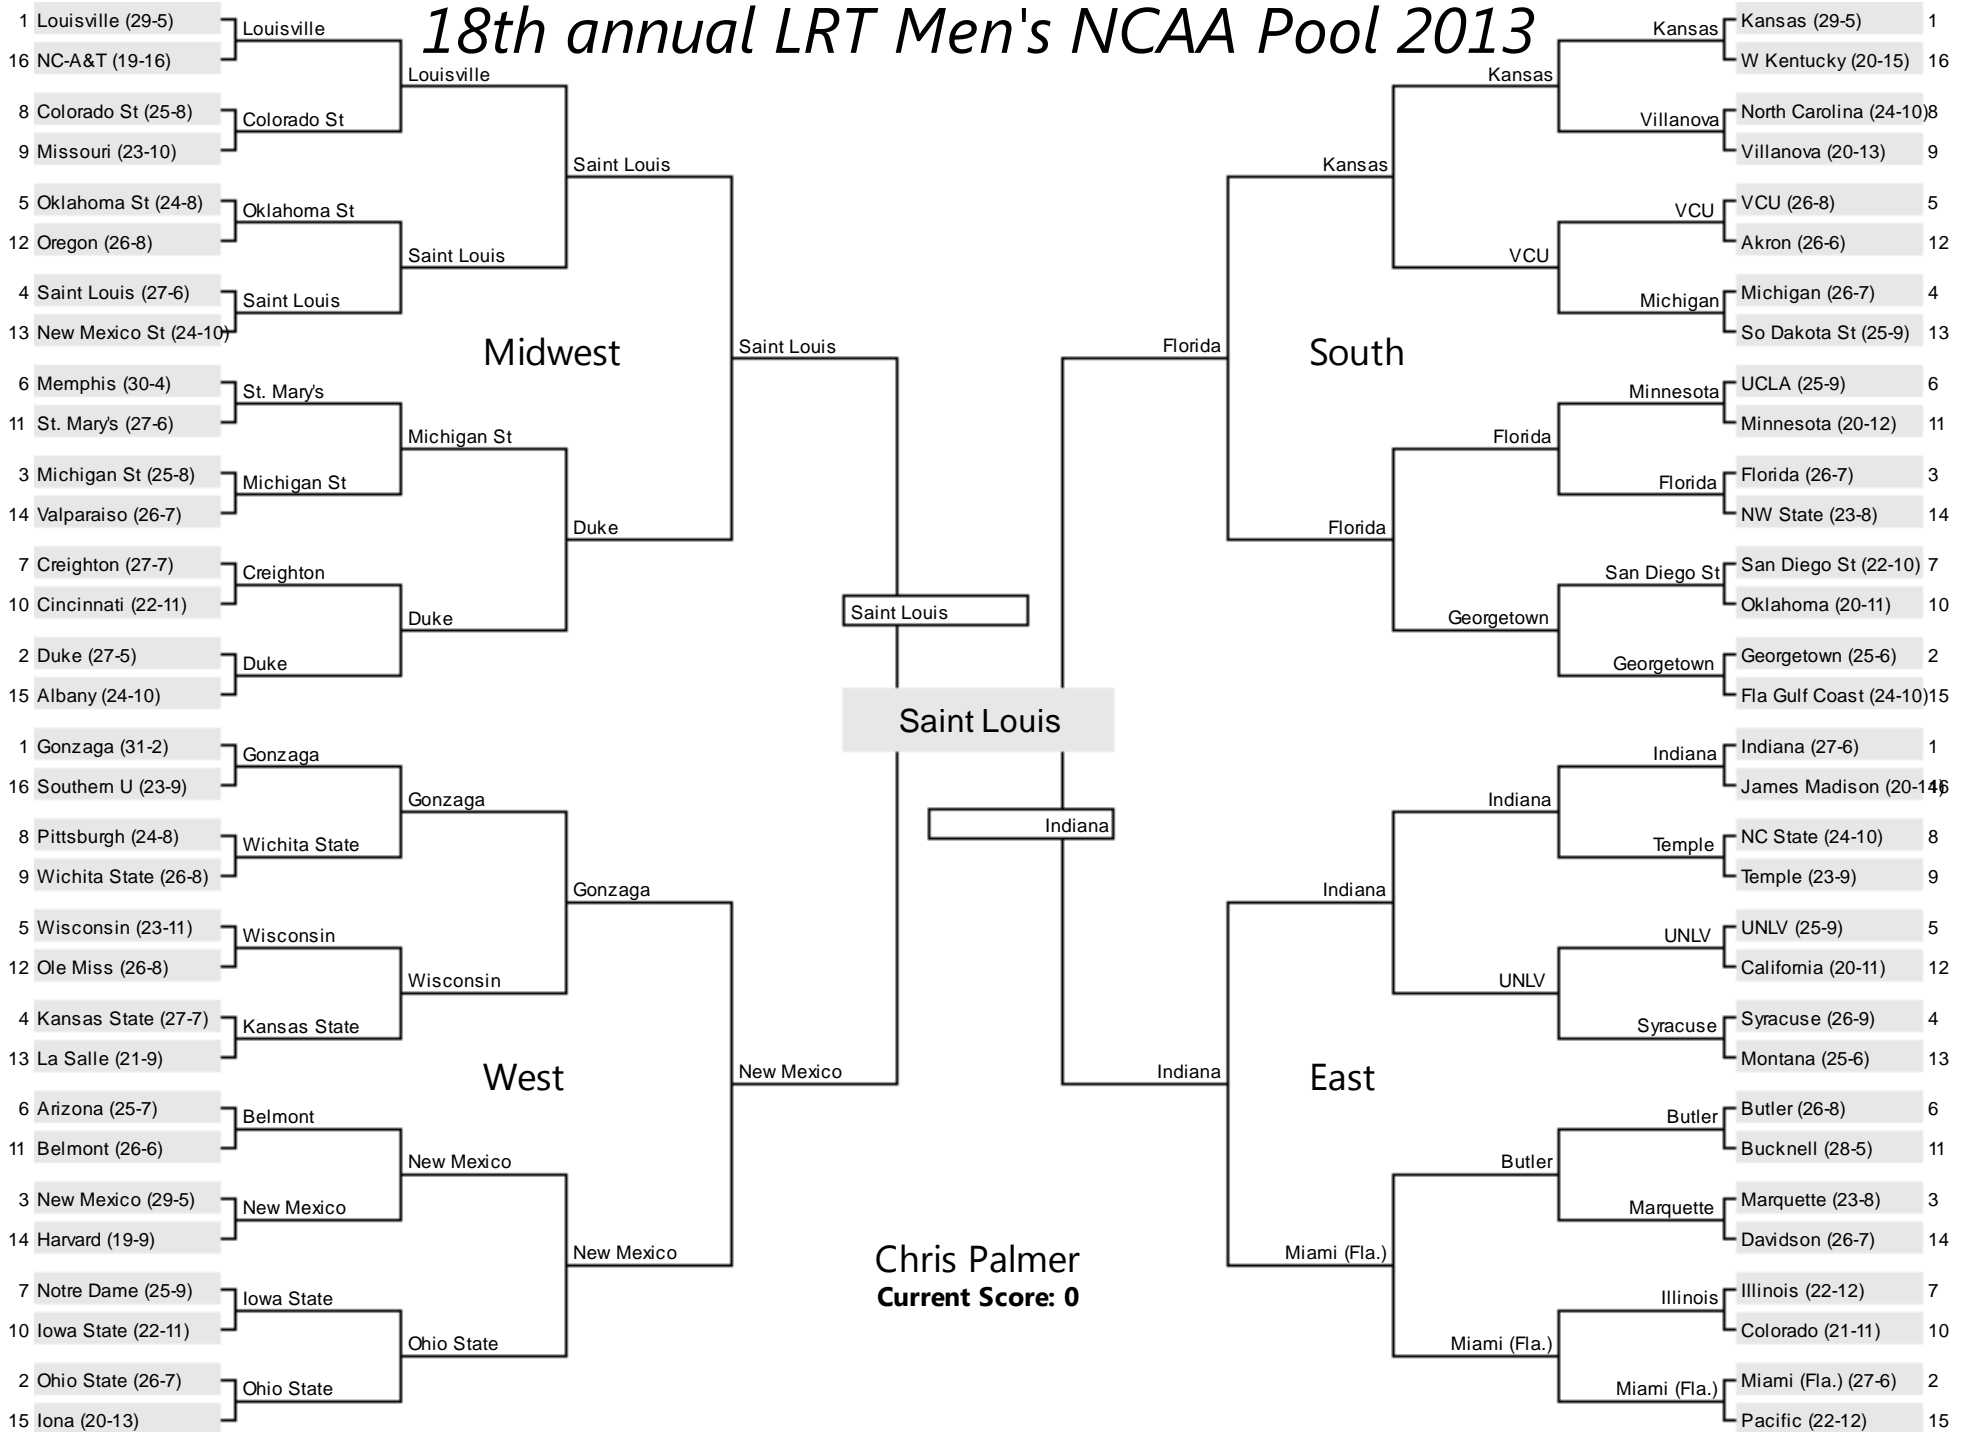 18th annual LRT Men's NCAA Pool 2013
1 Louisville (29-5)
16 NC-A&T (19-16)
8 Colorado St (25-8)
9 Missouri (23-10)
5 Oklahoma St (24-8)
12 Oregon (26-8)
4 Saint Louis (27-6)
13 New Mexico St (24-10)
6 Memphis (30-4)
11 St. Mary's (27-6)
3 Michigan St (25-8)
14 Valparaiso (26-7)
7 Creighton (27-7)
10 Cincinnati (22-11)
2 Duke (27-5)
15 Albany (24-10)
Louisville
Colorado St
Oklahoma St
Saint Louis
St. Mary's
Michigan St
Creighton
Duke
Louisville
Saint Louis
Michigan St
Duke
Saint Louis
Duke
Saint Louis
Midwest
1 Gonzaga (31-2)
16 Southern U (23-9)
8 Pittsburgh (24-8)
9 Wichita State (26-8)
5 Wisconsin (23-11)
12 Ole Miss (26-8)
4 Kansas State (27-7)
13 La Salle (21-9)
6 Arizona (25-7)
11 Belmont (26-6)
3 New Mexico (29-5)
14 Harvard (19-9)
7 Notre Dame (25-9)
10 Iowa State (22-11)
2 Ohio State (26-7)
15 Iona (20-13)
Gonzaga
Wichita State
Wisconsin
Kansas State
Belmont
New Mexico
Iowa State
Ohio State
Gonzaga
Wisconsin
New Mexico
Ohio State
Gonzaga
New Mexico
New Mexico
West
Saint Louis
Saint Louis
Indiana
Chris Palmer
Current Score: 0
Kansas (29-5) 1
W Kentucky (20-15) 16
North Carolina (24-10) 8
Villanova (20-13) 9
VCU (26-8) 5
Akron (26-6) 12
Michigan (26-7) 4
So Dakota St (25-9) 13
UCLA (25-9) 6
Minnesota (20-12) 11
Florida (26-7) 3
NW State (23-8) 14
San Diego St (22-10) 7
Oklahoma (20-11) 10
Georgetown (25-6) 2
Fla Gulf Coast (24-10) 15
Kansas
Villanova
VCU
Michigan
Minnesota
Florida
San Diego St
Georgetown
Kansas
VCU
Florida
Georgetown
Kansas
Florida
Florida
South
Indiana (27-6) 1
James Madison (20-14) 16
NC State (24-10) 8
Temple (23-9) 9
UNLV (25-9) 5
California (20-11) 12
Syracuse (26-9) 4
Montana (25-6) 13
Butler (26-8) 6
Bucknell (28-5) 11
Marquette (23-8) 3
Davidson (26-7) 14
Illinois (22-12) 7
Colorado (21-11) 10
Miami (Fla.) (27-6) 2
Pacific (22-12) 15
Indiana
Temple
UNLV
Syracuse
Butler
Marquette
Illinois
Miami (Fla.)
Indiana
UNLV
Butler
Miami (Fla.)
Indiana
Miami (Fla.)
Indiana
East